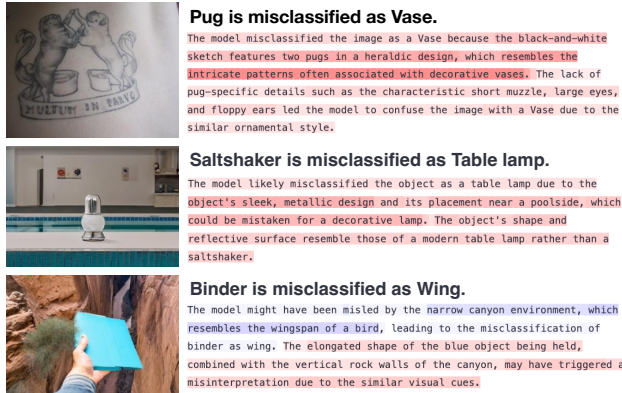 Pug is misclassified as Vase.
The model misclassified the image as a Vase because the black-and-white
sketch features two pugs in a heraldic design, which resembles the
intricate patterns often associated with decorative vases. The lack of
pug-specific details such as the characteristic short muzzle, large eyes,
and floppy ears led the model to confuse the image with a Vase due to the
similar ornamental style.
MULTUM IN PARVO
Saltshaker is misclassified as Table lamp.
The model likely misclassified the object as a table lamp due to the
object's sleek, metallic design and its placement near a poolside, which
could be mistaken for a decorative lamp. The object's shape and
reflective surface resemble those of a modern table lamp rather than a
saltshaker.
Binder is misclassified as Wing.
The model might have been misled by the narrow canyon environment, which
resembles the wingspan of a bird, leading to the misclassification of
binder as wing. The elongated shape of the blue object being held,
combined with the vertical rock walls of the canyon, may have triggered a
misinterpretation due to the similar visual cues.